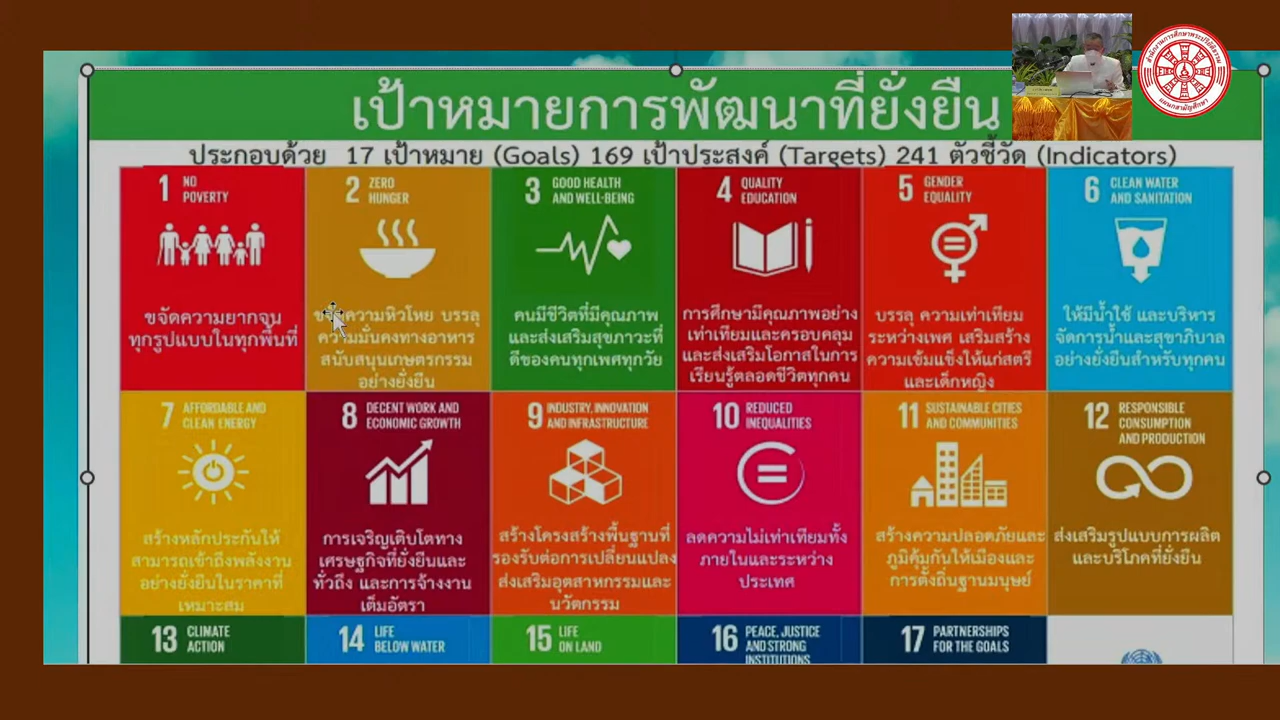 เป้าหมายการพัฒนาที่ยั่งยืน
ประกอบด้วย 17 เป้าหมาย (Goals) 169 เป้าประสงค์ (Targets) 241 ตัวชี้วัด (Indicators)
1 NO
POVERTY
ขจัดความยากจน
ทุกรูปแบบในทุกพื้นที่
2 ZERO
HUNGER
ความหิวโหย บรรลุ
ความมั่นคงทางอาหาร
สนับสนุนเกษตรกรรม
อย่างยั่งยืน
3 GOOD HEALTH
AND WELL-BEING
คนมีชีวิตที่มีคุณภาพ
และส่งเสริมสุขภาวะที่
ดีของคนทุกเพศทุกวัย
4 QUALITY
EDUCATION
การศึกษามีคุณภาพอย่าง
เท่าเทียมและครอบคลุม
และส่งเสริมโอกาสในการ
เรียนรู้ตลอดชีวิตทุกคน
5 GENDER
EQUALITY
บรรลุ ความเท่าเทียม
ระหว่างเพศ เสริมสร้าง
ความเข้มแข็งให้แก่สตรี
และเด็กหญิง
6 CLEAN WATER
AND SANITATION
ให้มีน้ำใช้ และบริหาร
จัดการน้ำและสุขาภิบาล
อย่างยั่งยืนสำหรับทุกคน
7 AFFORDABLE AND
CLEAN ENERGY
สร้างหลักประกันให้
สามารถเข้าถึงพลังงาน
อย่างยั่งยืนในราคาที่
เหมาะสม
8 DECENT WORK AND
ECONOMIC GROWTH
การเจริญเติบโตทาง
เศรษฐกิจที่ยั่งยืนและ
ทั่วถึง และการจ้างงาน
เต็มอัตรา
9 INDUSTRY, INNOVATION
AND INFRASTRUCTURE
สร้างโครงสร้างพื้นฐานที่
รองรับต่อการเปลี่ยนแปลง
ส่งเสริมอุตสาหกรรมและ
นวัตกรรม
10 REDUCED
INEQUALITIES
ลดความไม่เท่าเทียมทั้ง
ภายในและระหว่าง
ประเทศ
11 SUSTAINABLE CITIES
AND COMMUNITIES
สร้างความปลอดภัยและ
ภูมิคุ้มกันให้เมืองและ
การตั้งถิ่นฐานมนุษย์
12 RESPONSIBLE
CONSUMPTION
AND PRODUCTION
ส่งเสริมรูปแบบการผลิต
และบริโภคที่ยั่งยืน
13 CLIMATE
ACTION
14 LIFE
BELOW WATER
15 LIFE
ON LAND
16 PEACE, JUSTICE
AND STRONG
INSTITUTIONS
17 PARTNERSHIPS
FOR THE GOALS
สำนักงานการศึกษาพระปริยัติธรรม
แผนกสามัญศึกษา